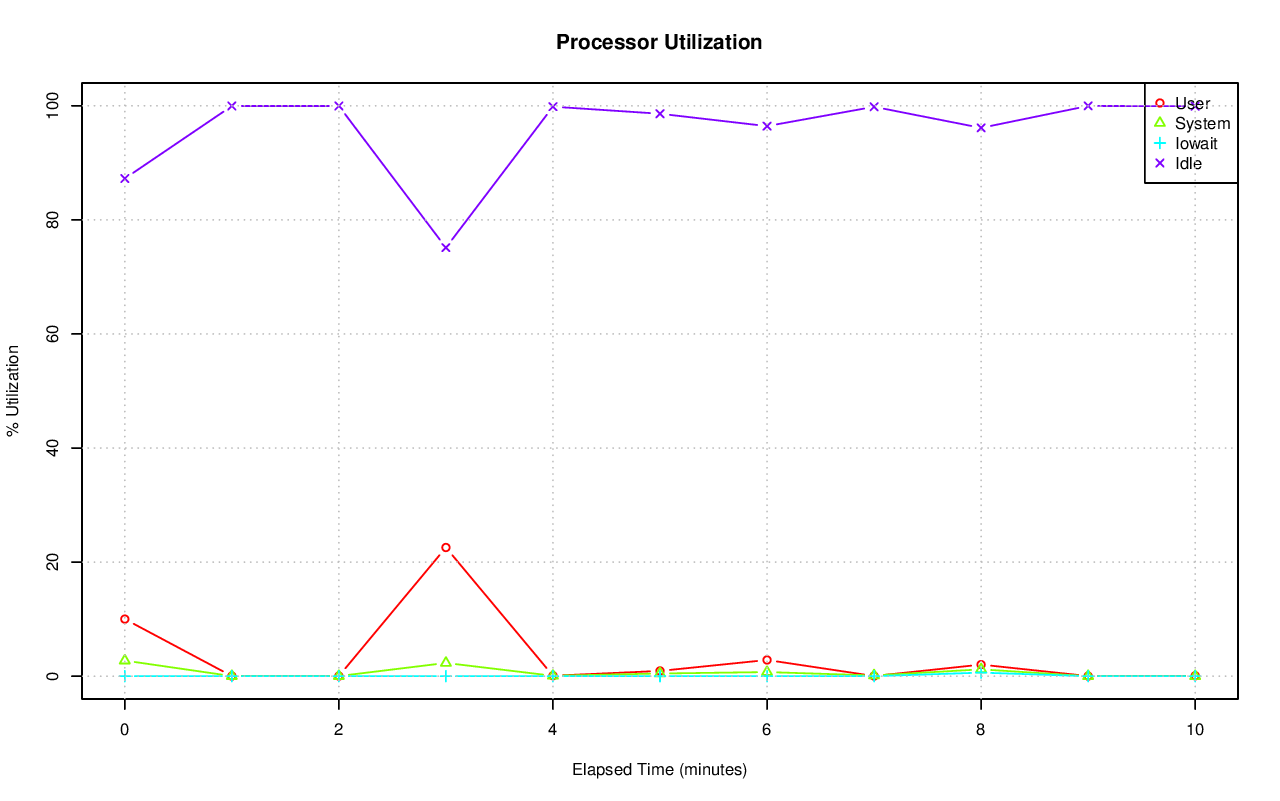 Processor Utilization
User
System
Iowait
Idle
% Utilization
100
80
60
40
20
0
0 2 4 6 8 10
Elapsed Time (minutes)